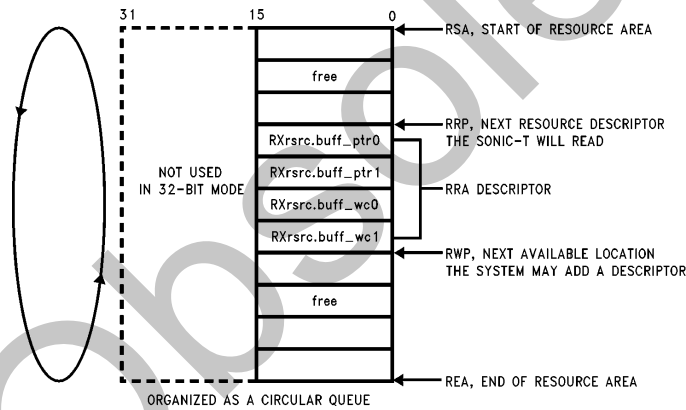 31 15 0
RSA, START OF RESOURCE AREA
free
RRP, NEXT RESOURCE DESCRIPTOR
THE SONIC-T WILL READ
RXrsrc.buff_ptr0
NOT USED
IN 32-BIT MODE
RXrsrc.buff_ptr1
RXrsrc.buff_wc0
RXrsrc.buff_wc1
RRA DESCRIPTOR
RWP, NEXT AVAILABLE LOCATION
THE SYSTEM MAY ADD A DESCRIPTOR
free
REA, END OF RESOURCE AREA
ORGANIZED AS A CIRCULAR QUEUE